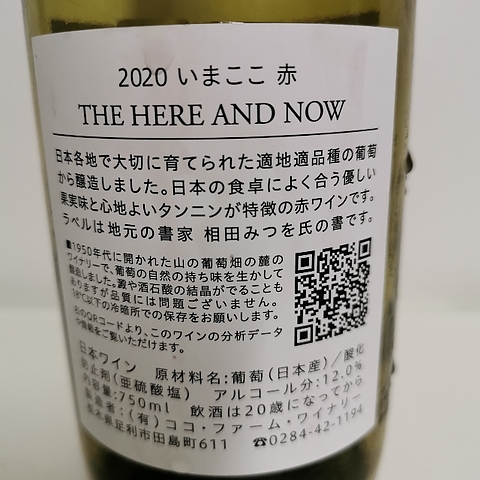 2020 いまここ 赤
THE HERE AND NOW
日本各地で大切に育てられた適地適品種の葡萄
から醸造しました。日本の食卓によく合う優しい
果実味と心地よいタンニンが特徴の赤ワインです。
ラベルは地元の書家 相田みつを氏の書です。
■1950年代に開かれた山の葡萄畑の麓の
ワイナリーで、葡萄の自然の持ち味を生かして
醸造しました。澱や酒石酸の結晶がでることも
ありますが品質には問題ございません。
18℃以下の冷暗所での保存をお願いします。
右のQRコードより、このワインの分析データ
や情報をご覧いただけます。
日本ワイン 原材料名:葡萄(日本産)/酸化
防止剤(亜硫酸塩) アルコール分:12.0%
内容量:750ml 飲酒は20歳になってから
製造者:(有)ココ・ファーム・ワイナリー
栃木県足利市田島町611 ☎0284-42-1194